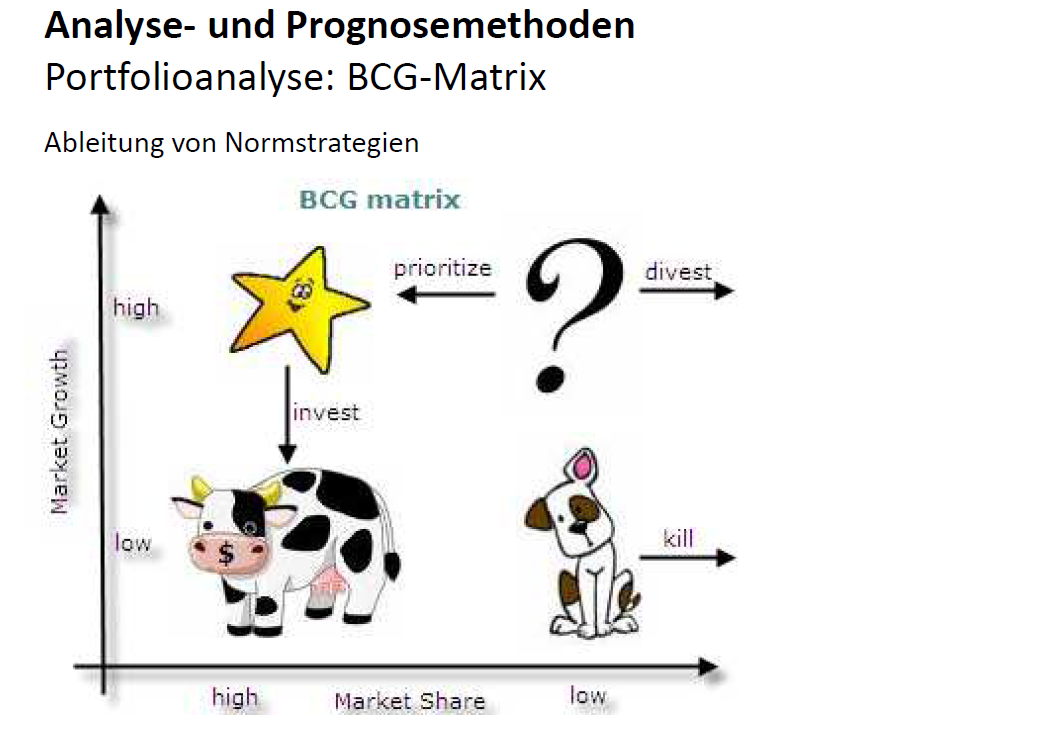 Analyse- und Prognosemethoden
Portfolioanalyse: BCG-Matrix
Ableitung von Normstrategien
BCG matrix
prioritize
divest
high
invest
Market Growth
low
$
kill
high
Market Share
low